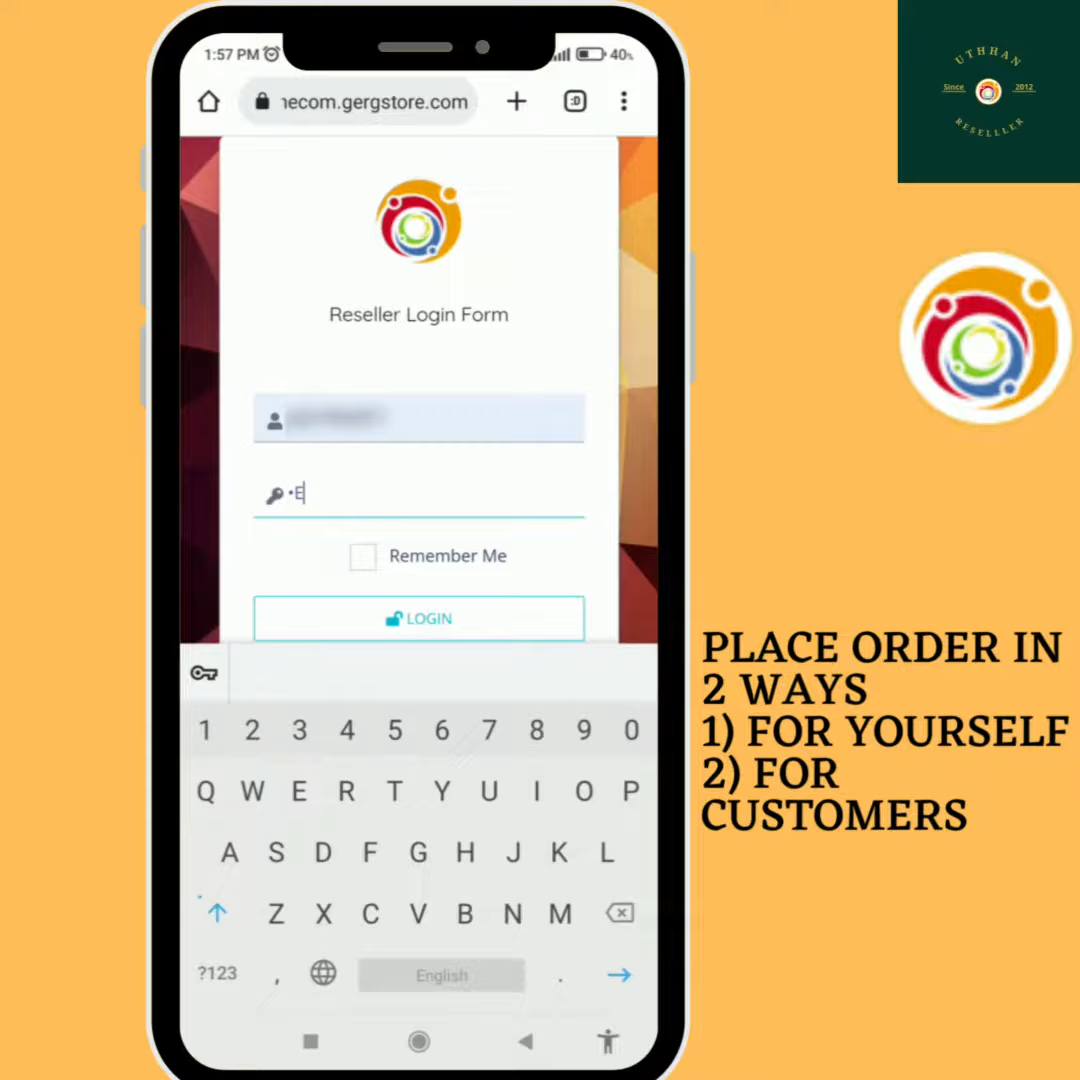 1:57 PM
40%
necom.gergstore.com
:D
UTHHAN
Since 2012
RESELLLER
Reseller Login Form
•E
Remember Me
LOGIN
PLACE ORDER IN
2 WAYS
1) FOR YOURSELF
2) FOR
CUSTOMERS
1 2 3 4 5 6 7 8 9 0
Q W E R T Y U I O P
A S D F G H J K L
Z X C V B N M
?123 , English .